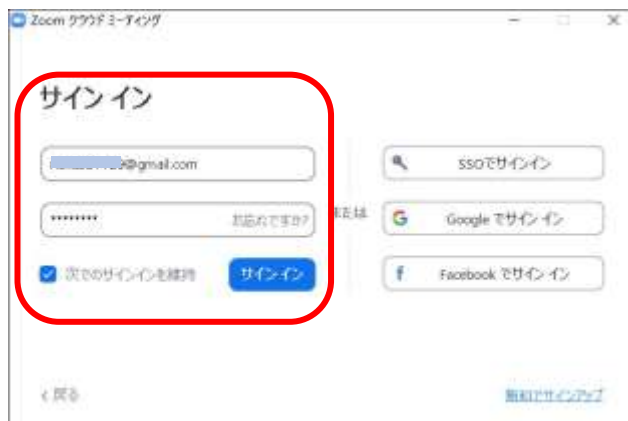 Zoom クラウド ミーティング
サイン イン
@gmail.com
********
お忘れですか?
次でのサインインを維持
サイン イン
または
SSOでサインイン
Google でサイン イン
Facebook でサイン イン
< 戻る
無料でサインアップ